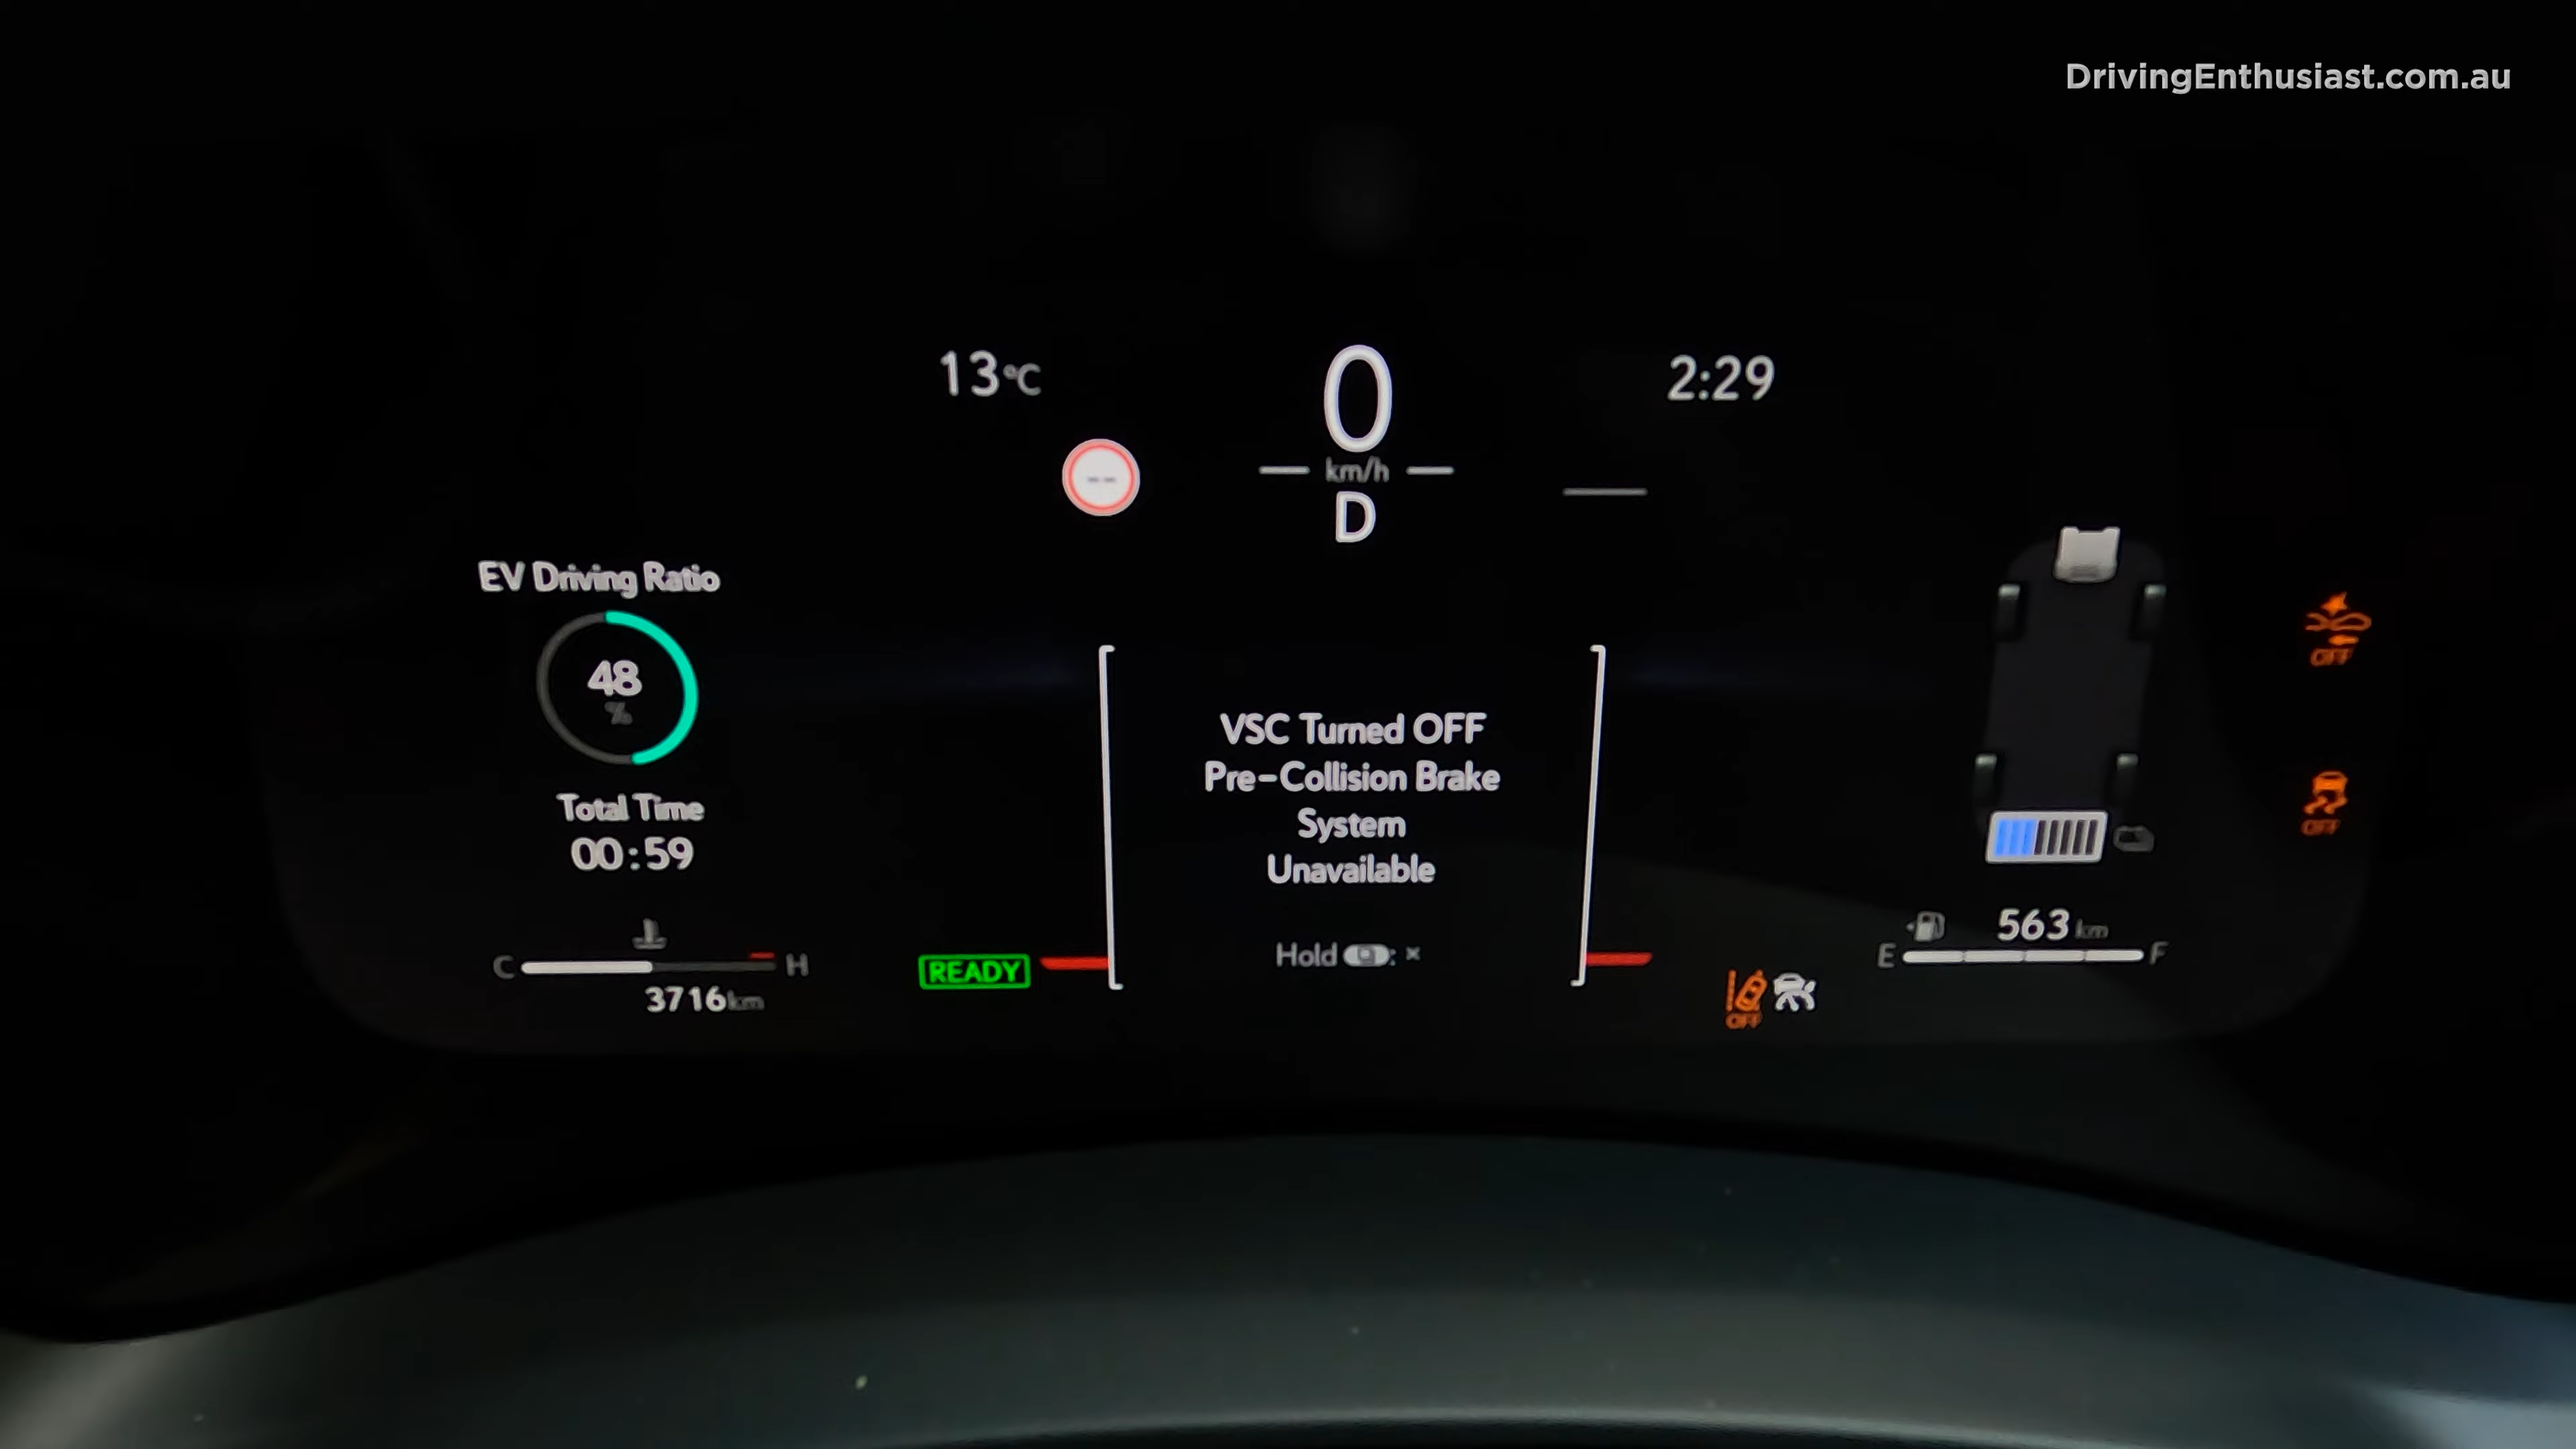 DrivingEnthusiast.com.au
13°C
0
2:29
--
km/h
D
EV Driving Ratio
48
%
Total Time
00:59
VSC Turned OFF
Pre-Collision Brake
System
Unavailable
Hold : ×
C H
3716km
READY
OFF
OFF
OFF
563 km
E F